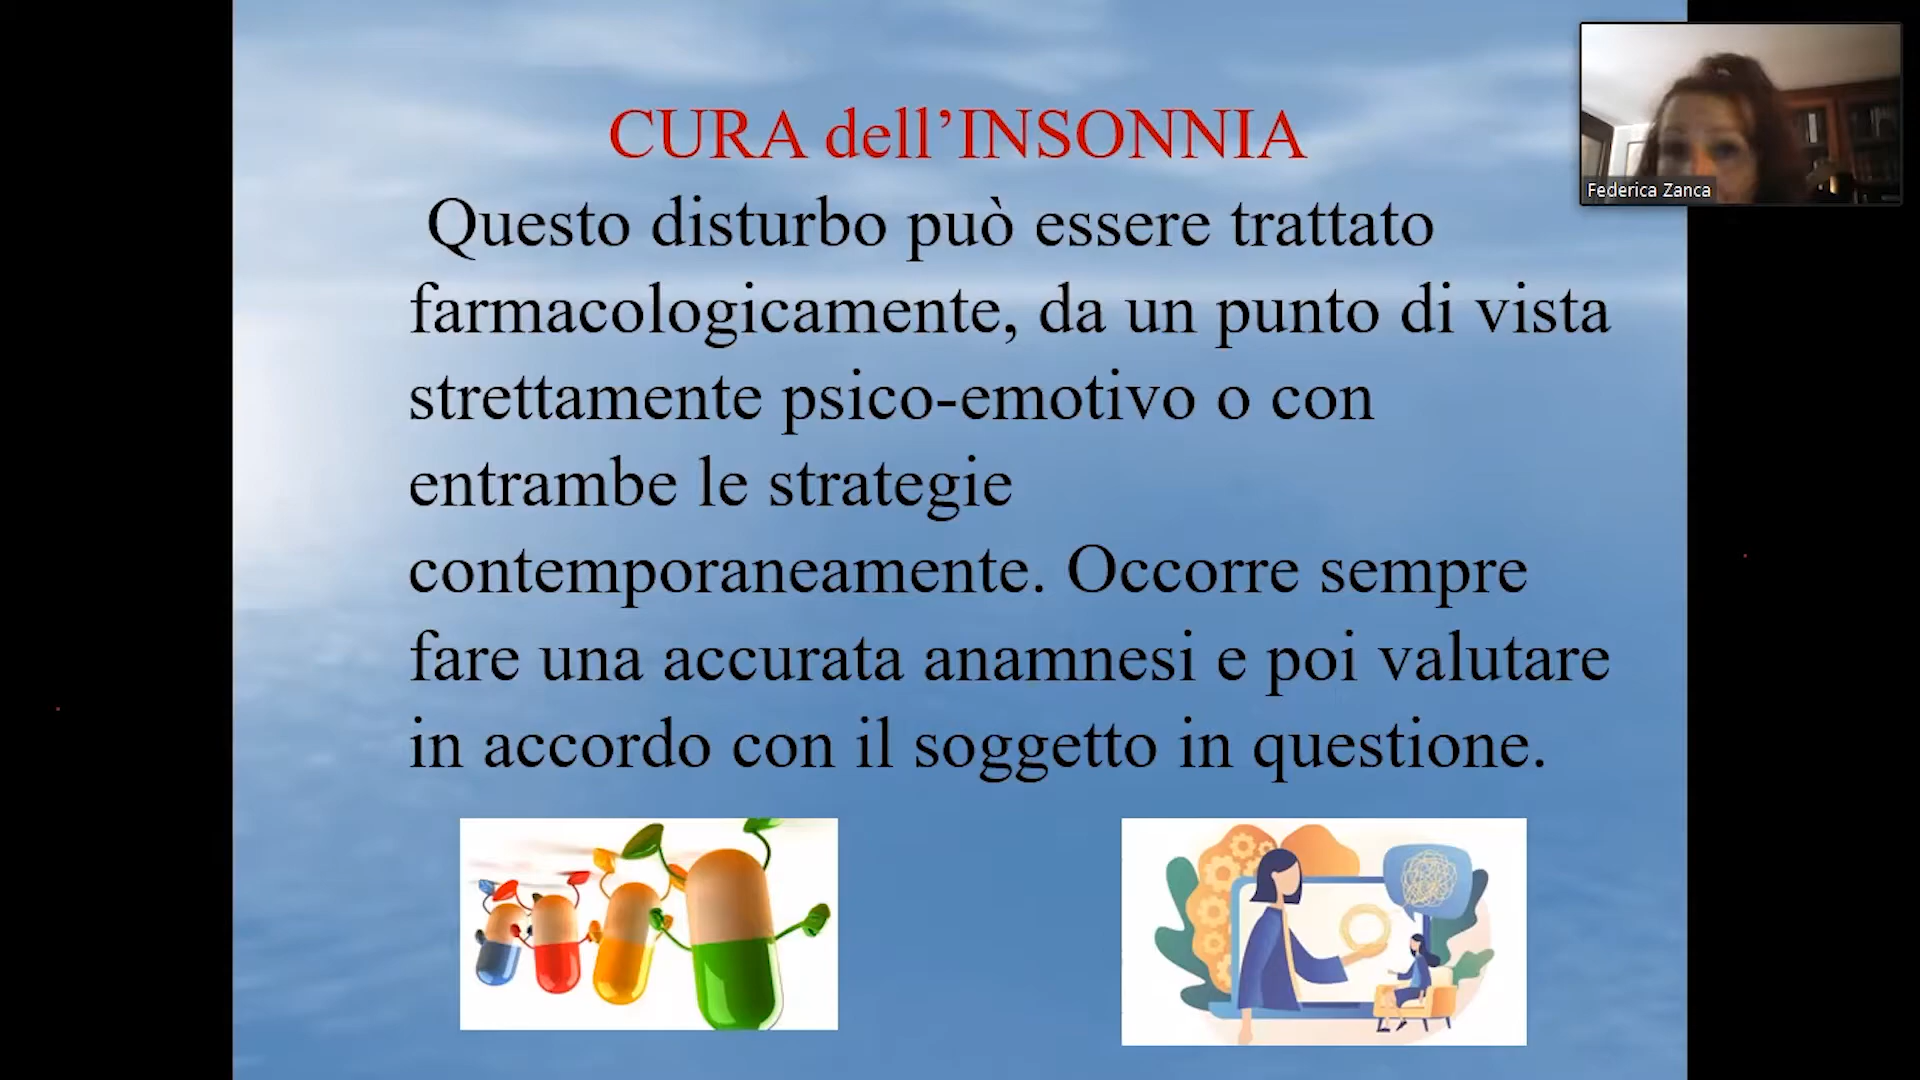 CURA dell’INSONNIA
Questo disturbo può essere trattato
farmacologicamente, da un punto di vista
strettamente psico-emotivo o con
entrambe le strategie
contemporaneamente. Occorre sempre
fare una accurata anamnesi e poi valutare
in accordo con il soggetto in questione.
Federica Zanca